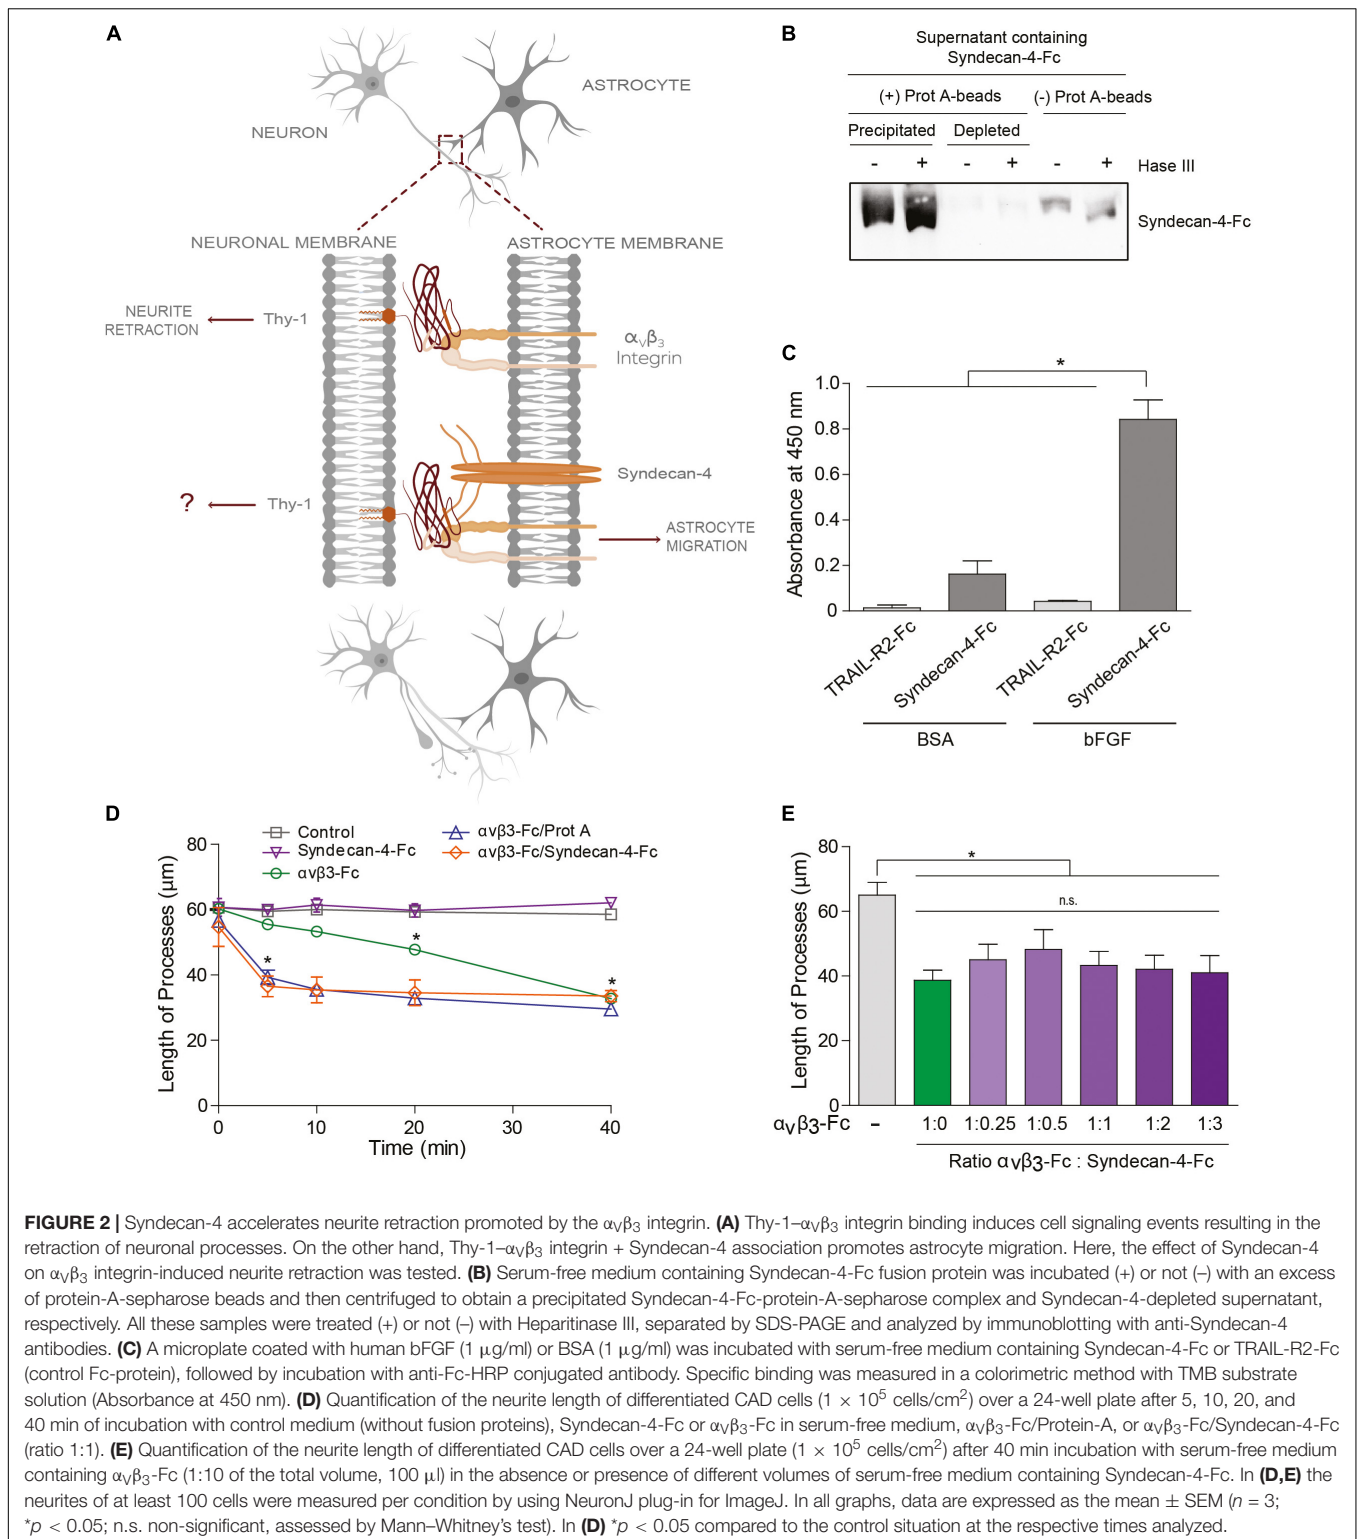 A
NEURON
ASTROCYTE
NEURONAL MEMBRANE
ASTROCYTE MEMBRANE
NEURITE
RETRACTION
Thy-1
αVβ3
Integrin
Syndecan-4
?
Thy-1
ASTROCYTE
MIGRATION
B
Supernatant containing
Syndecan-4-Fc
(+) Prot A-beads
(-) Prot A-beads
Precipitated
Depleted
- + - + - + Hase III
Syndecan-4-Fc
C
*
Absorbance at 450 nm
1.0
0.8
0.6
0.4
0.2
0
TRAIL-R2-Fc
Syndecan-4-Fc
TRAIL-R2-Fc
Syndecan-4-Fc
BSA
bFGF
D
Control
Syndecan-4-Fc
αvβ3-Fc
αvβ3-Fc/Prot A
αvβ3-Fc/Syndecan-4-Fc
Length of Processes (µm)
80
60
40
20
0
* * *
0 10 20 30 40
Time (min)
E
Length of Processes (µm)
80
60
40
20
0
*
n.s.
αVβ3-Fc – 1:0 1:0.25 1:0.5 1:1 1:2 1:3
Ratio αVβ3-Fc : Syndecan-4-Fc
FIGURE 2 | Syndecan-4 accelerates neurite retraction promoted by the αVβ3 integrin. (A) Thy-1–αVβ3 integrin binding induces cell signaling events resulting in the
retraction of neuronal processes. On the other hand, Thy-1–αVβ3 integrin + Syndecan-4 association promotes astrocyte migration. Here, the effect of Syndecan-4
on αVβ3 integrin-induced neurite retraction was tested. (B) Serum-free medium containing Syndecan-4-Fc fusion protein was incubated (+) or not (–) with an excess
of protein-A-sepharose beads and then centrifuged to obtain a precipitated Syndecan-4-Fc-protein-A-sepharose complex and Syndecan-4-depleted supernatant,
respectively. All these samples were treated (+) or not (–) with Heparitinase III, separated by SDS-PAGE and analyzed by immunoblotting with anti-Syndecan-4
antibodies. (C) A microplate coated with human bFGF (1 µg/ml) or BSA (1 µg/ml) was incubated with serum-free medium containing Syndecan-4-Fc or TRAIL-R2-Fc
(control Fc-protein), followed by incubation with anti-Fc-HRP conjugated antibody. Specific binding was measured in a colorimetric method with TMB substrate
solution (Absorbance at 450 nm). (D) Quantification of the neurite length of differentiated CAD cells (1 × 10⁵ cells/cm²) over a 24-well plate after 5, 10, 20, and
40 min of incubation with control medium (without fusion proteins), Syndecan-4-Fc or αVβ3-Fc in serum-free medium, αVβ3-Fc/Protein-A, or αVβ3-Fc/Syndecan-4-Fc
(ratio 1:1). (E) Quantification of the neurite length of differentiated CAD cells over a 24-well plate (1 × 10⁵ cells/cm²) after 40 min incubation with serum-free medium
containing αVβ3-Fc (1:10 of the total volume, 100 µl) in the absence or presence of different volumes of serum-free medium containing Syndecan-4-Fc. In (D,E) the
neurites of at least 100 cells were measured per condition by using NeuronJ plug-in for ImageJ. In all graphs, data are expressed as the mean ± SEM (n = 3;
*p < 0.05; n.s. non-significant, assessed by Mann–Whitney's test). In (D) *p < 0.05 compared to the control situation at the respective times analyzed.